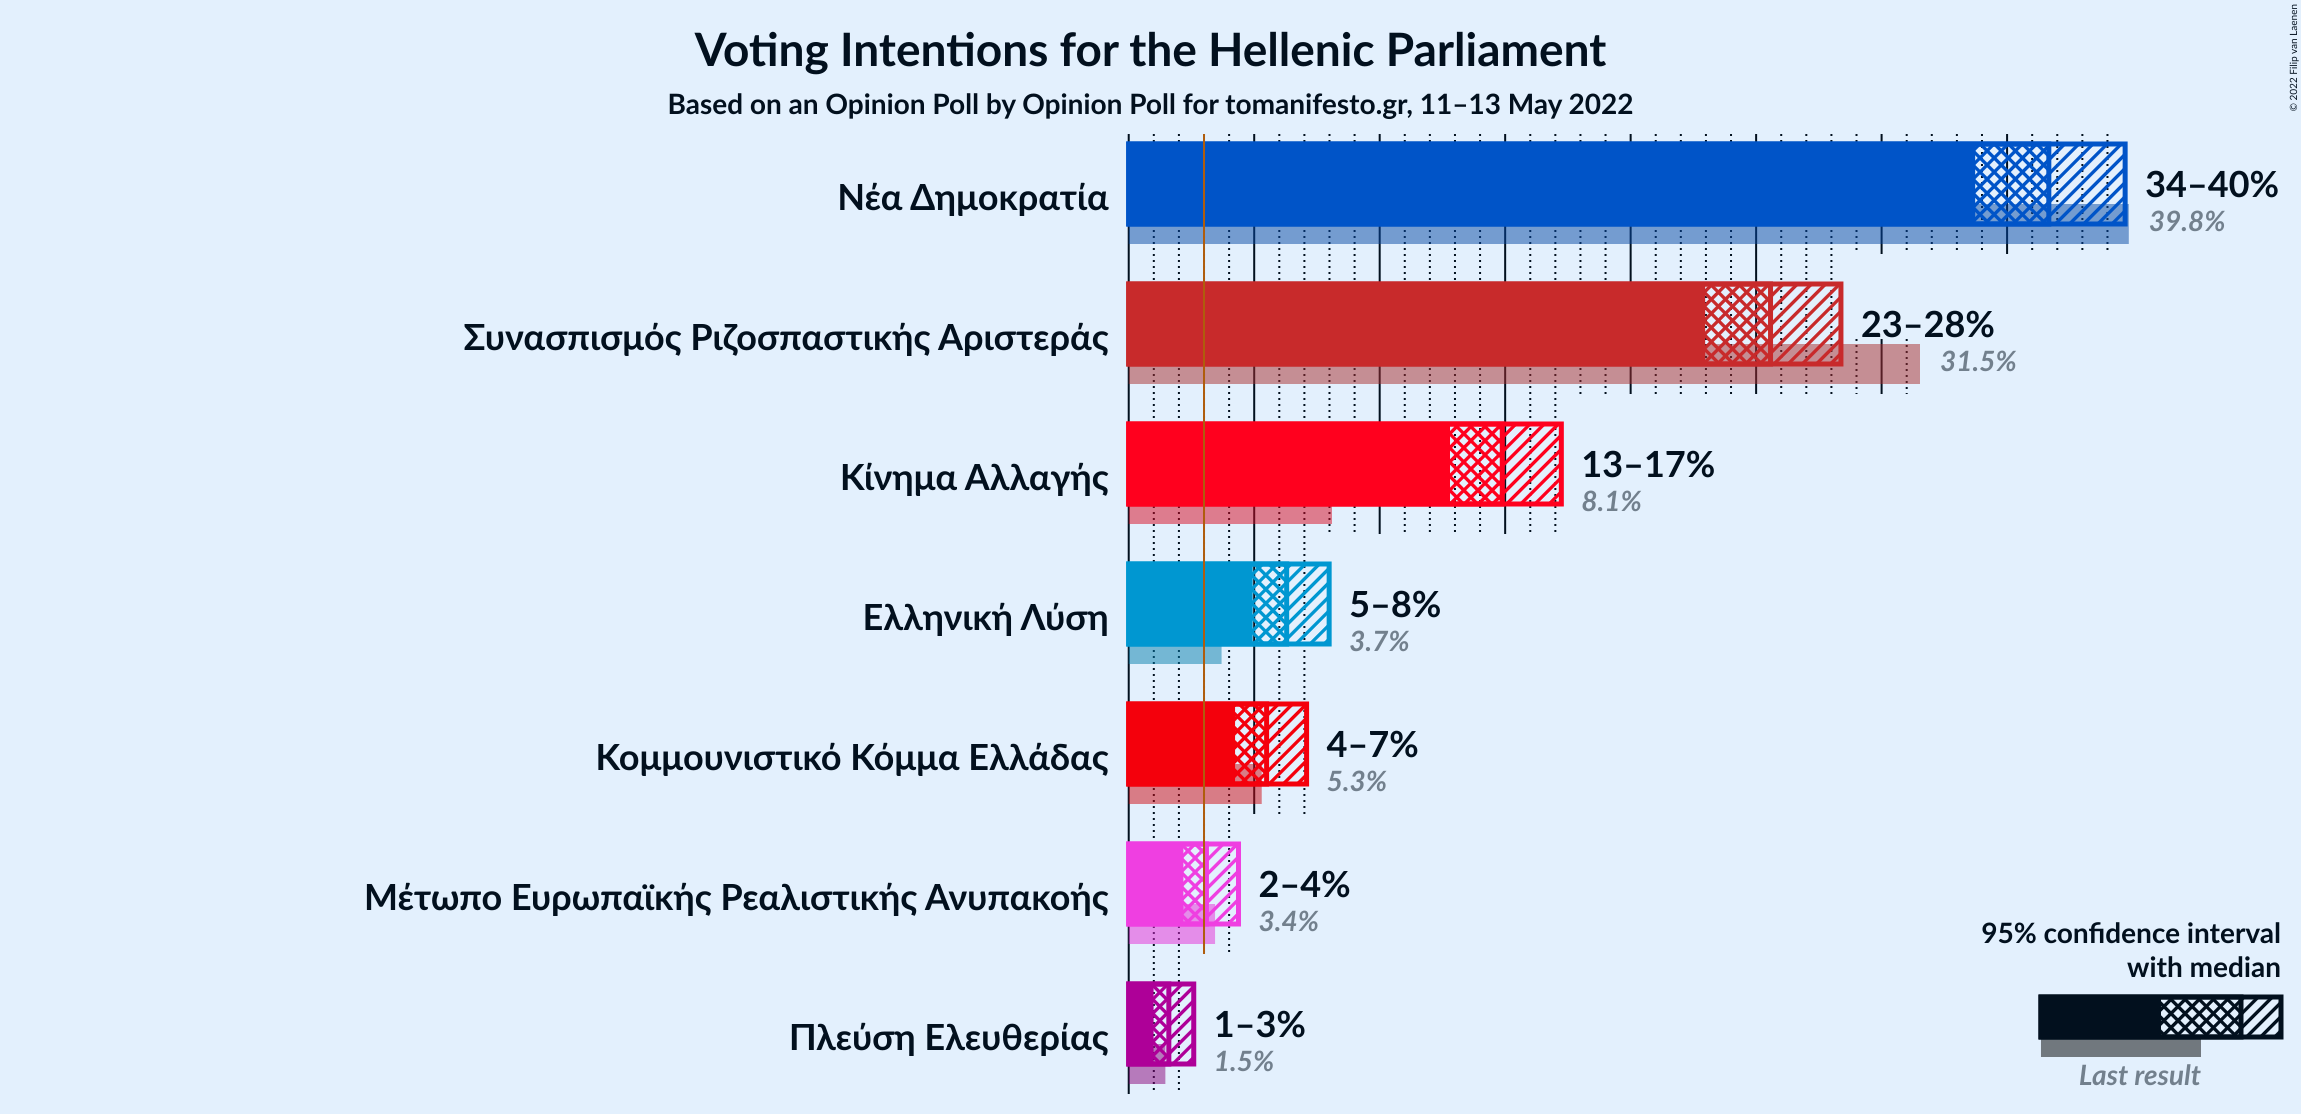 Voting Intentions for the Hellenic Parliament
Based on an Opinion Poll by Opinion Poll for tomanifesto.gr, 11–13 May 2022
© 2022 Filip van Laenen
Νέα Δημοκρατία
34–40%
39.8%
Συνασπισμός Ριζοσπαστικής Αριστεράς
23–28%
31.5%
Κίνημα Αλλαγής
13–17%
8.1%
Ελληνική Λύση
5–8%
3.7%
Κομμουνιστικό Κόμμα Ελλάδας
4–7%
5.3%
Μέτωπο Ευρωπαϊκής Ρεαλιστικής Ανυπακοής
2–4%
3.4%
Πλεύση Ελευθερίας
1–3%
1.5%
95% confidence interval
with median
Last result